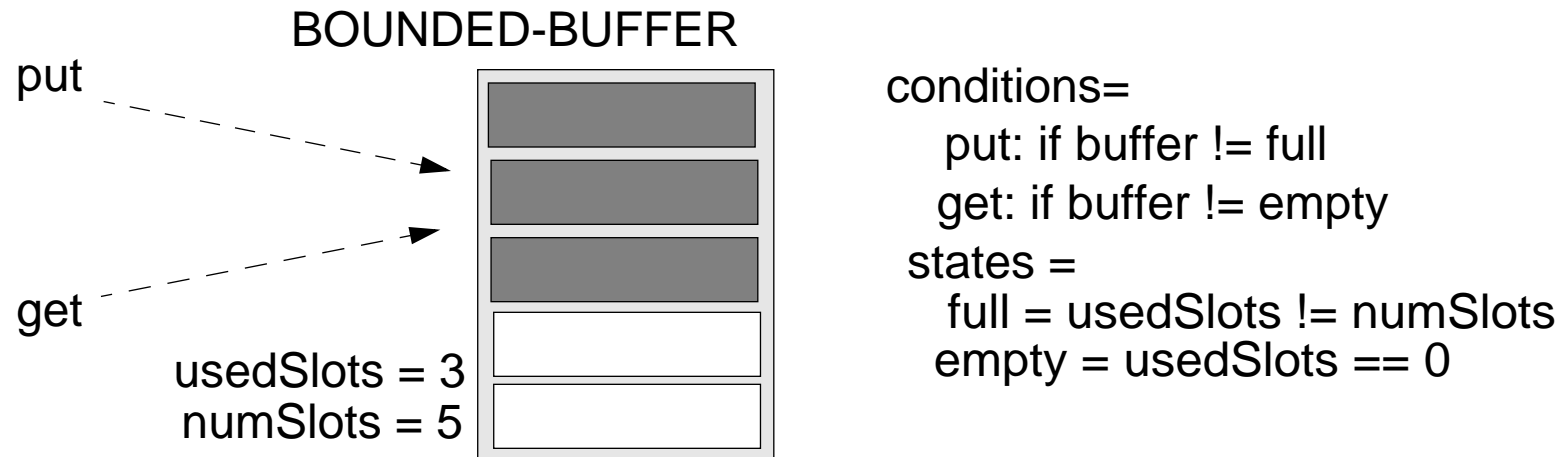 BOUNDED-BUFFER
put
get
usedSlots = 3
numSlots = 5
conditions=
put: if buffer != full
get: if buffer != empty
states =
full = usedSlots != numSlots
empty = usedSlots == 0